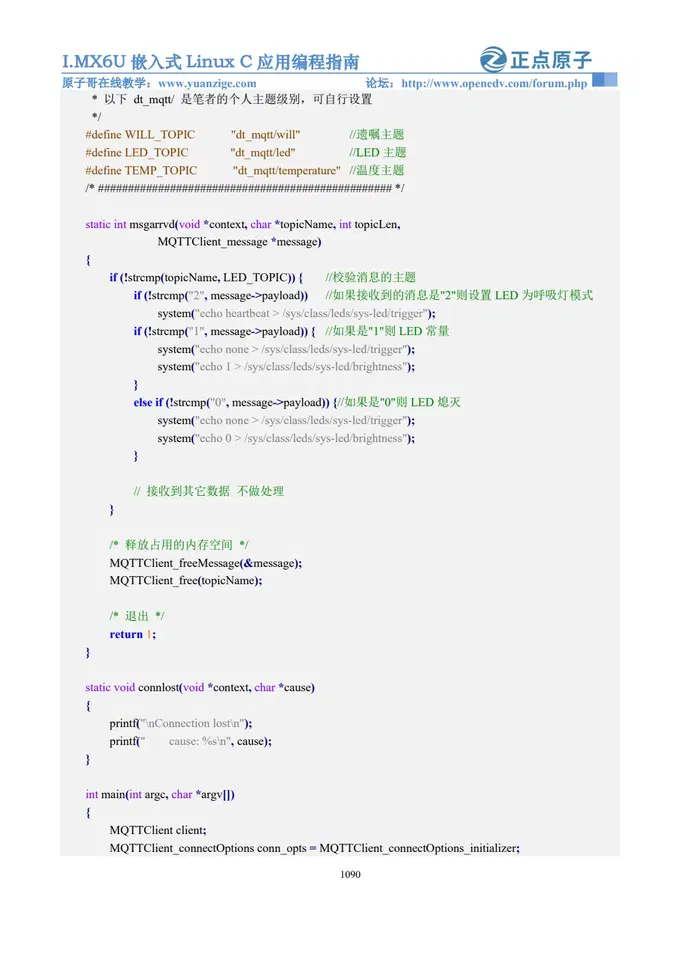 I.MX6U 嵌入式 Linux C 应用编程指南
正点原子
原子哥在线教学：www.yuanzige.com 论坛：http://www.openedv.com/forum.php
* 以下 dt_mqtt/ 是笔者的个人主题级别，可自行设置
*/
#define WILL_TOPIC "dt_mqtt/will" //遗嘱主题
#define LED_TOPIC "dt_mqtt/led" //LED 主题
#define TEMP_TOPIC "dt_mqtt/temperature" //温度主题
/* ################################################# */
static int msgarrvd(void *context, char *topicName, int topicLen,
MQTTClient_message *message)
{
if (!strcmp(topicName, LED_TOPIC)) { //校验消息的主题
if (!strcmp("2", message->payload)) //如果接收到的消息是"2"则设置 LED 为呼吸灯模式
system("echo heartbeat > /sys/class/leds/sys-led/trigger");
if (!strcmp("1", message->payload)) { //如果是"1"则 LED 常量
system("echo none > /sys/class/leds/sys-led/trigger");
system("echo 1 > /sys/class/leds/sys-led/brightness");
}
else if (!strcmp("0", message->payload)) {//如果是"0"则 LED 熄灭
system("echo none > /sys/class/leds/sys-led/trigger");
system("echo 0 > /sys/class/leds/sys-led/brightness");
}
// 接收到其它数据 不做处理
}
/* 释放占用的内存空间 */
MQTTClient_freeMessage(&message);
MQTTClient_free(topicName);
/* 退出 */
return 1;
}
static void connlost(void *context, char *cause)
{
printf("\nConnection lost\n");
printf(" cause: %s\n", cause);
}
int main(int argc, char *argv[])
{
MQTTClient client;
MQTTClient_connectOptions conn_opts = MQTTClient_connectOptions_initializer;
1090